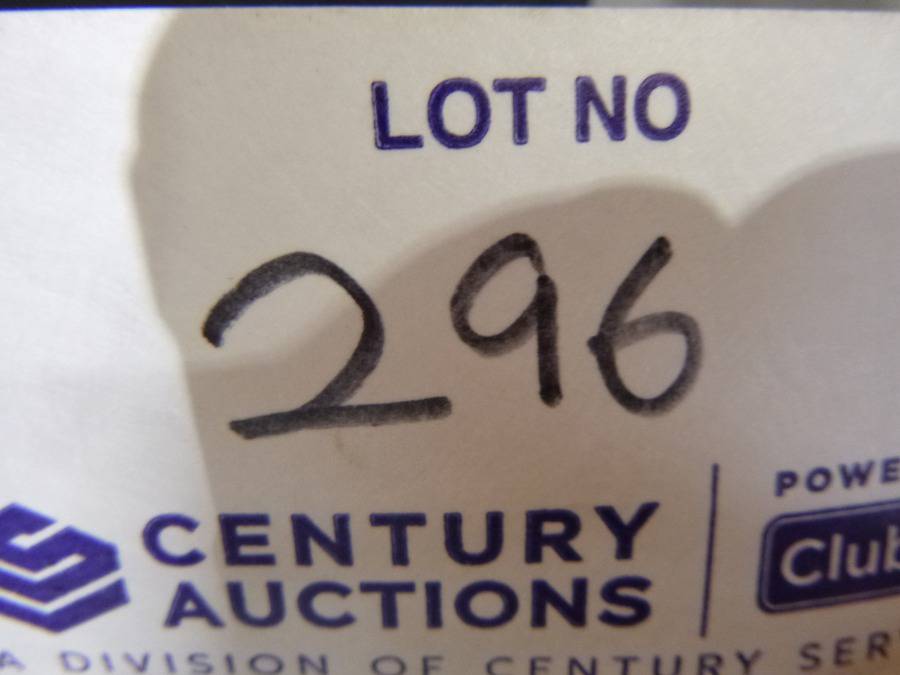 LOT NO
296
CENTURY
AUCTIONS
POWE
Club
A DIVISION OF CENTURY SER